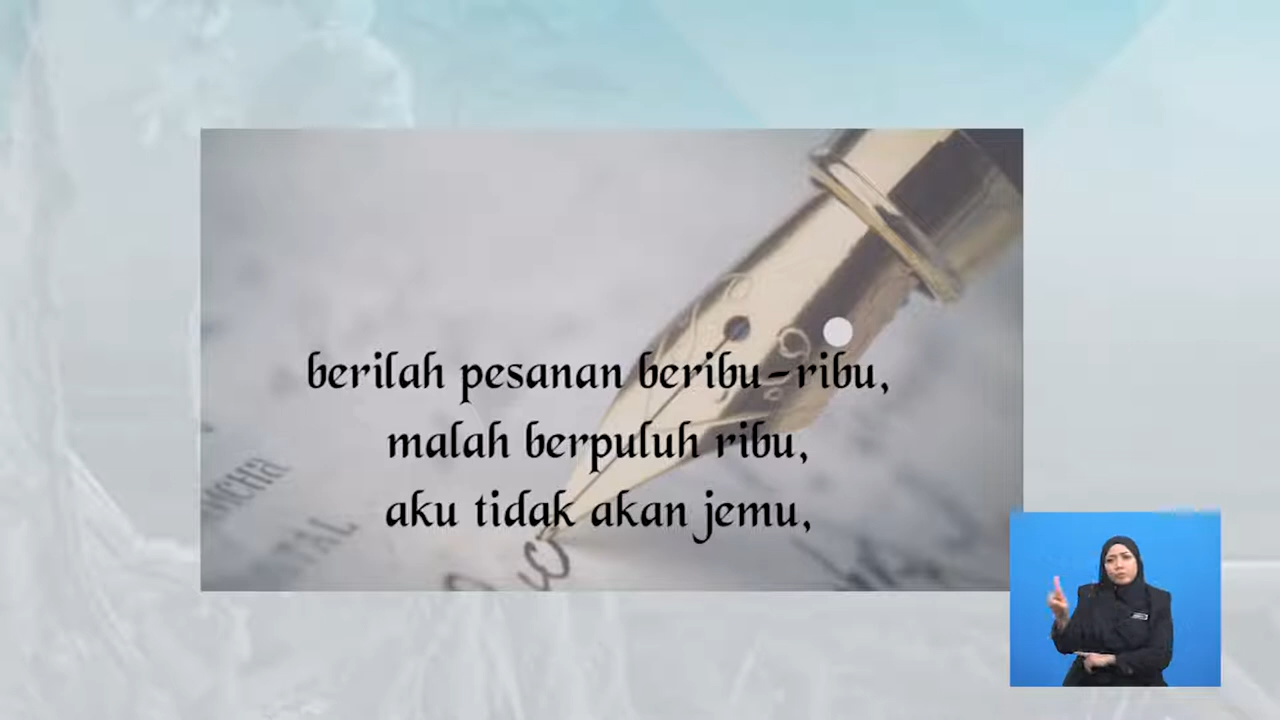 berilah pesanan beribu-ribu,
malah berpuluh ribu,
aku tidak akan jemu,